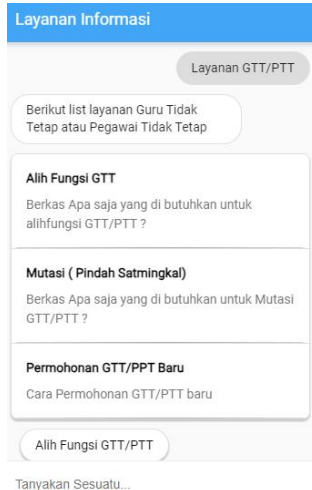 Layanan Informasi
Layanan GTT/PTT
Berikut list layanan Guru Tidak
Tetap atau Pegawai Tidak Tetap
Alih Fungsi GTT
Berkas Apa saja yang di butuhkan untuk
alihfungsi GTT/PTT ?
Mutasi ( Pindah Satmingkal)
Berkas Apa saja yang di butuhkan untuk Mutasi
GTT/PTT ?
Permohonan GTT/PPT Baru
Cara Permohonan GTT/PTT baru
Alih Fungsi GTT/PTT
Tanyakan Sesuatu...